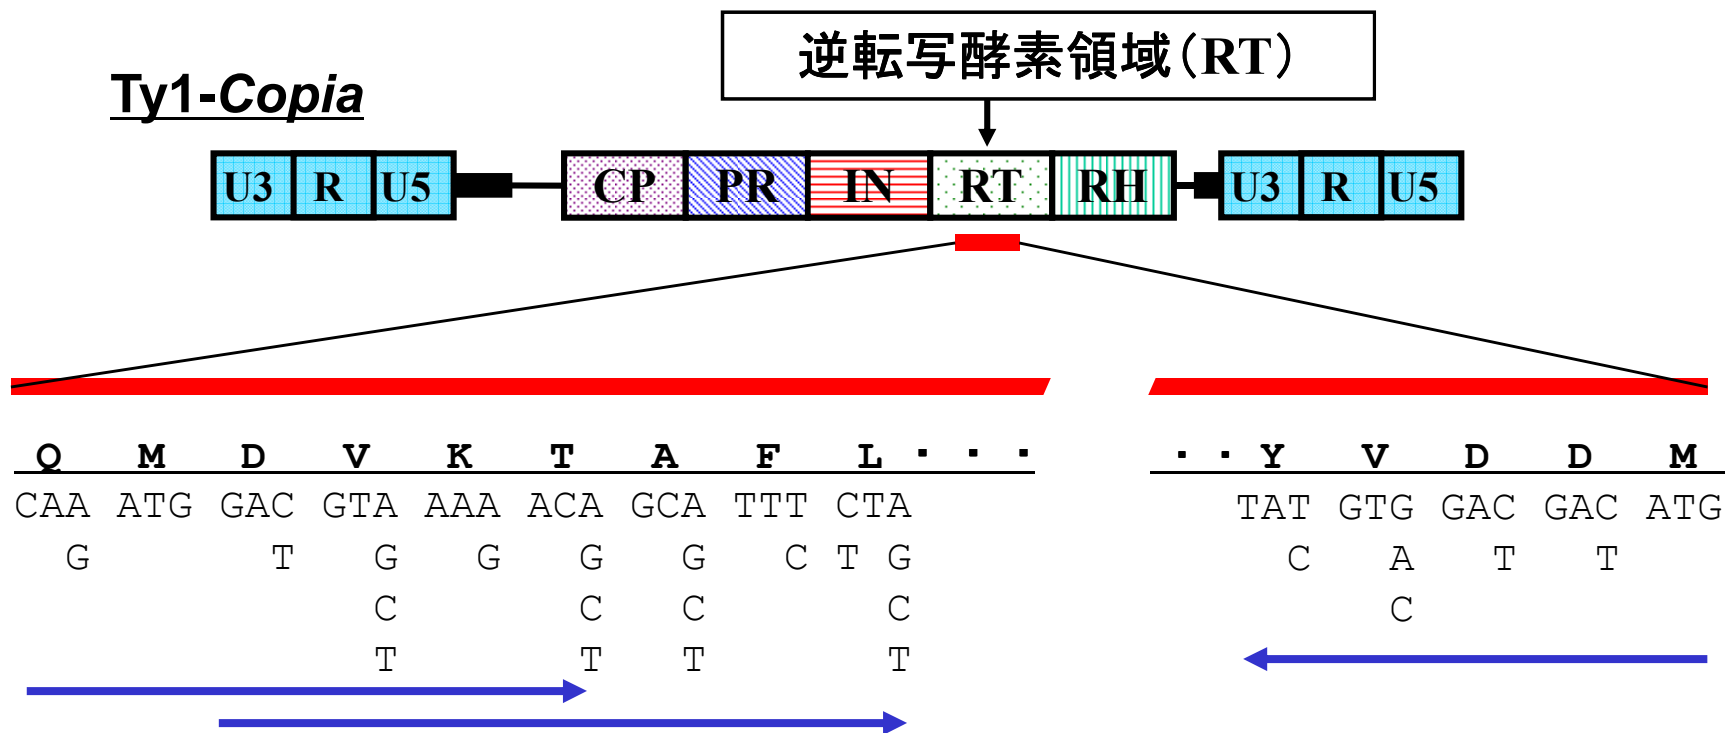 逆転写酵素領域(RT)
Ty1-Copia
U3 R U5 CP PR IN RT RH U3 R U5
Q M D V K T A F L · · · · · Y V D D M
CAA ATG GAC GTA AAA ACA GCA TTT CTA TAT GTG GAC GAC ATG
G T G G G G C T G C A T T
C C C C C
T T T T